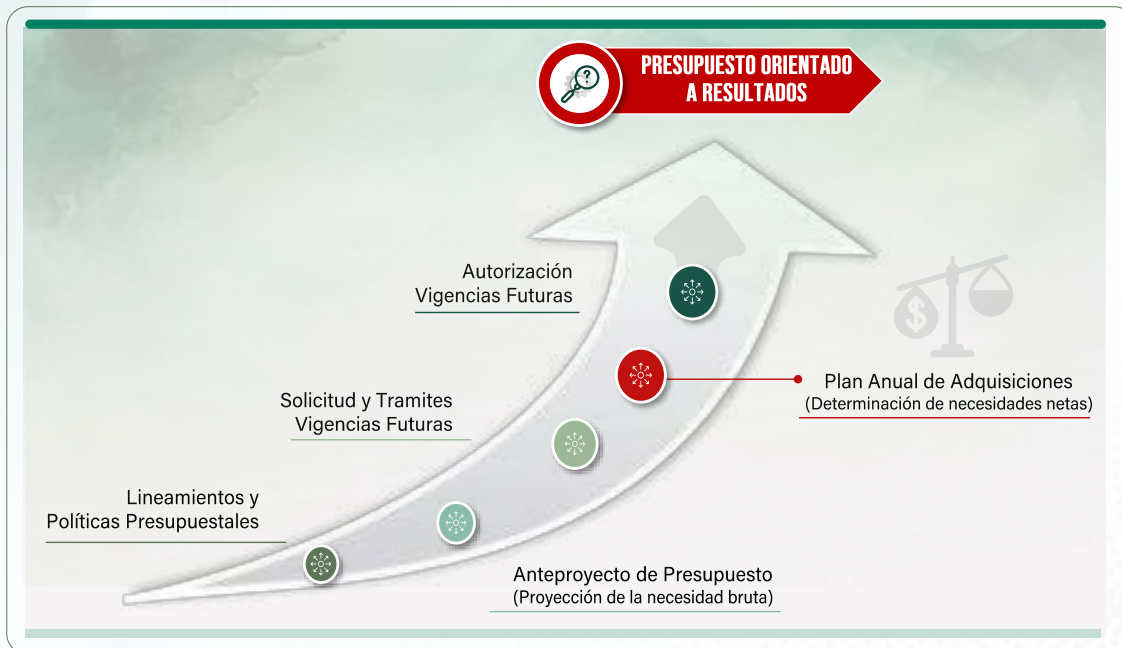 PRESUPUESTO ORIENTADO
A RESULTADOS
?
Autorización
Vigencias Futuras
$
Plan Anual de Adquisiciones
(Determinación de necesidades netas)
Solicitud y Tramites
Vigencias Futuras
Lineamientos y
Políticas Presupuestales
Anteproyecto de Presupuesto
(Proyección de la necesidad bruta)